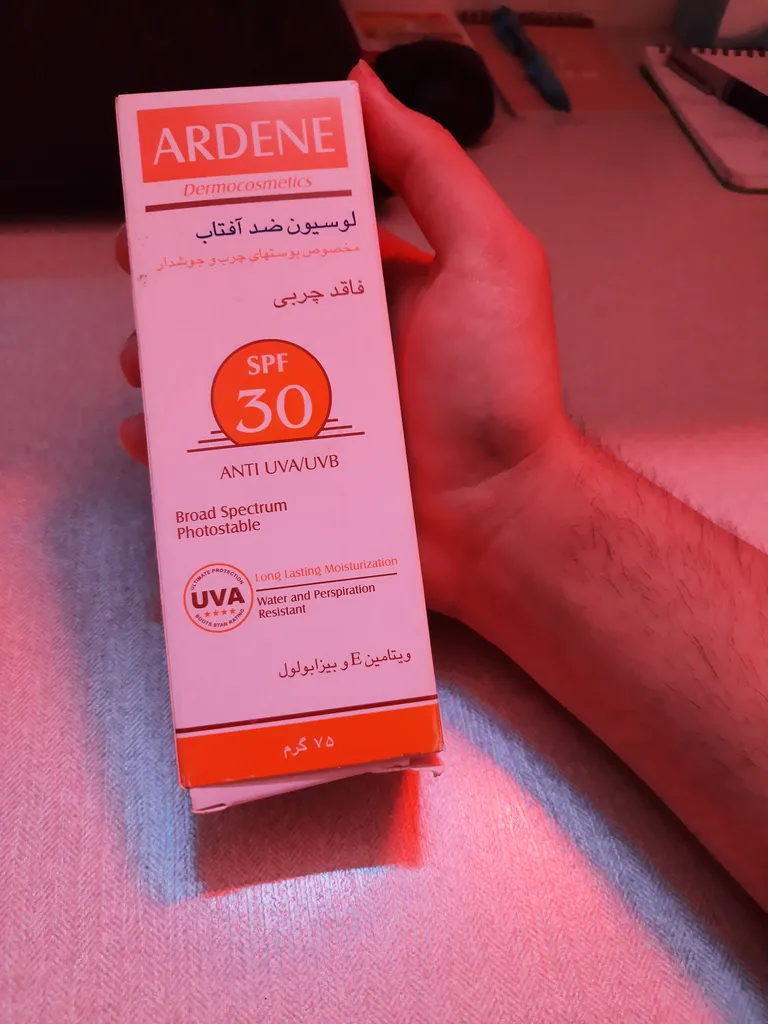 ARDENE
Dermocosmetics
لوسیون ضد آفتاب
مخصوص پوستهای چرب و جوشدار
فاقد چربی
SPF
30
ANTI UVA/UVB
Broad Spectrum
Photostable
ULTIMATE PROTECTION
UVA
BOOTS STAR RATING
Long Lasting Moisturization
Water and Perspiration
Resistant
ویتامین E و بیزابولول
۷۵ گرم